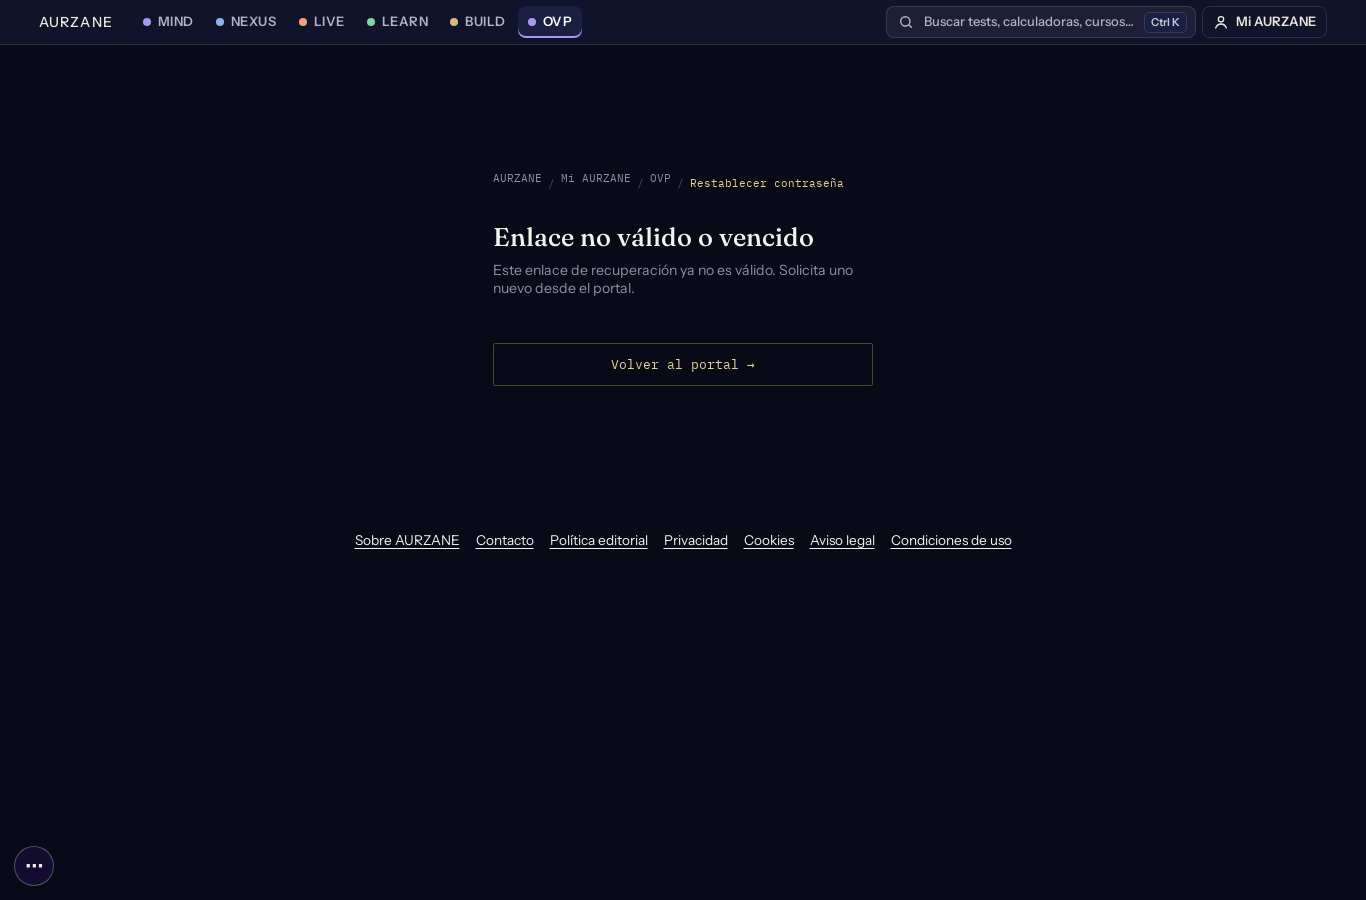 AURZANE MIND NEXUS LIVE LEARN BUILD OVP Buscar tests, calculadoras, cursos... Ctrl K Mi AURZANE
AURZANE / Mi AURZANE / OVP / Restablecer contraseña
Enlace no válido o vencido
Este enlace de recuperación ya no es válido. Solicita uno
nuevo desde el portal.
Volver al portal →
Sobre AURZANE Contacto Política editorial Privacidad Cookies Aviso legal Condiciones de uso